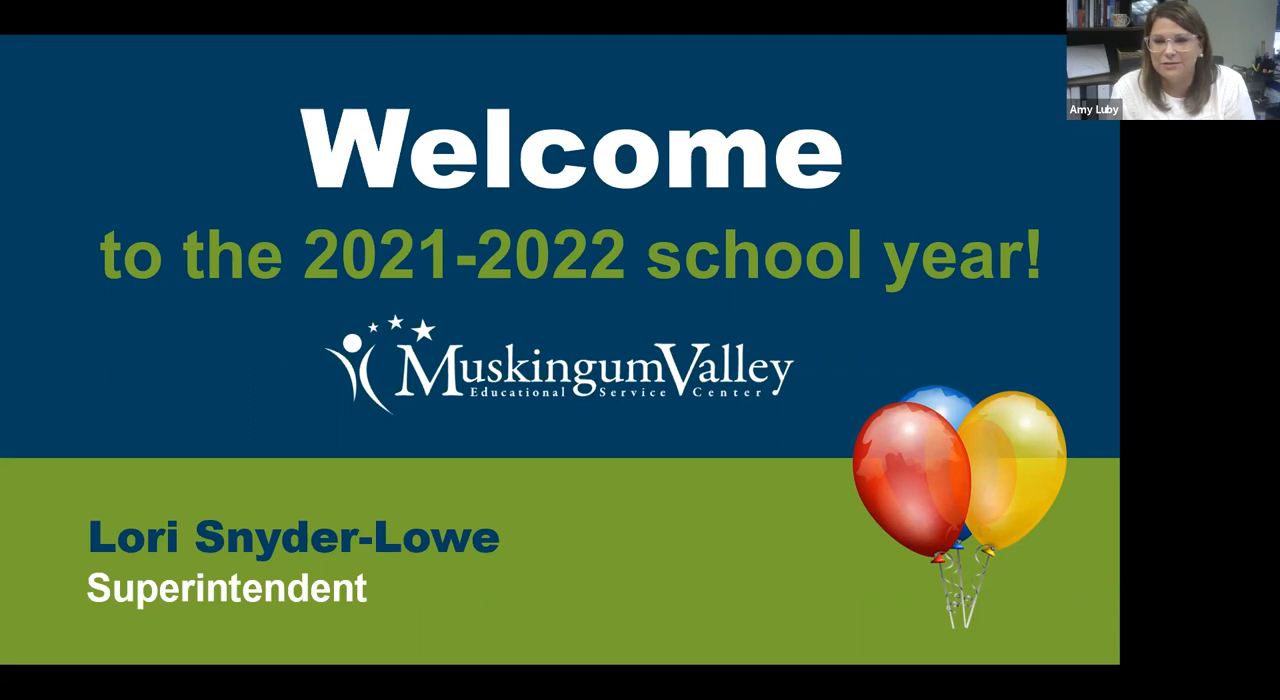 Amy Luby
Welcome
to the 2021-2022 school year!
MuskingumValley
Educational Service Center
Lori Snyder-Lowe
Superintendent